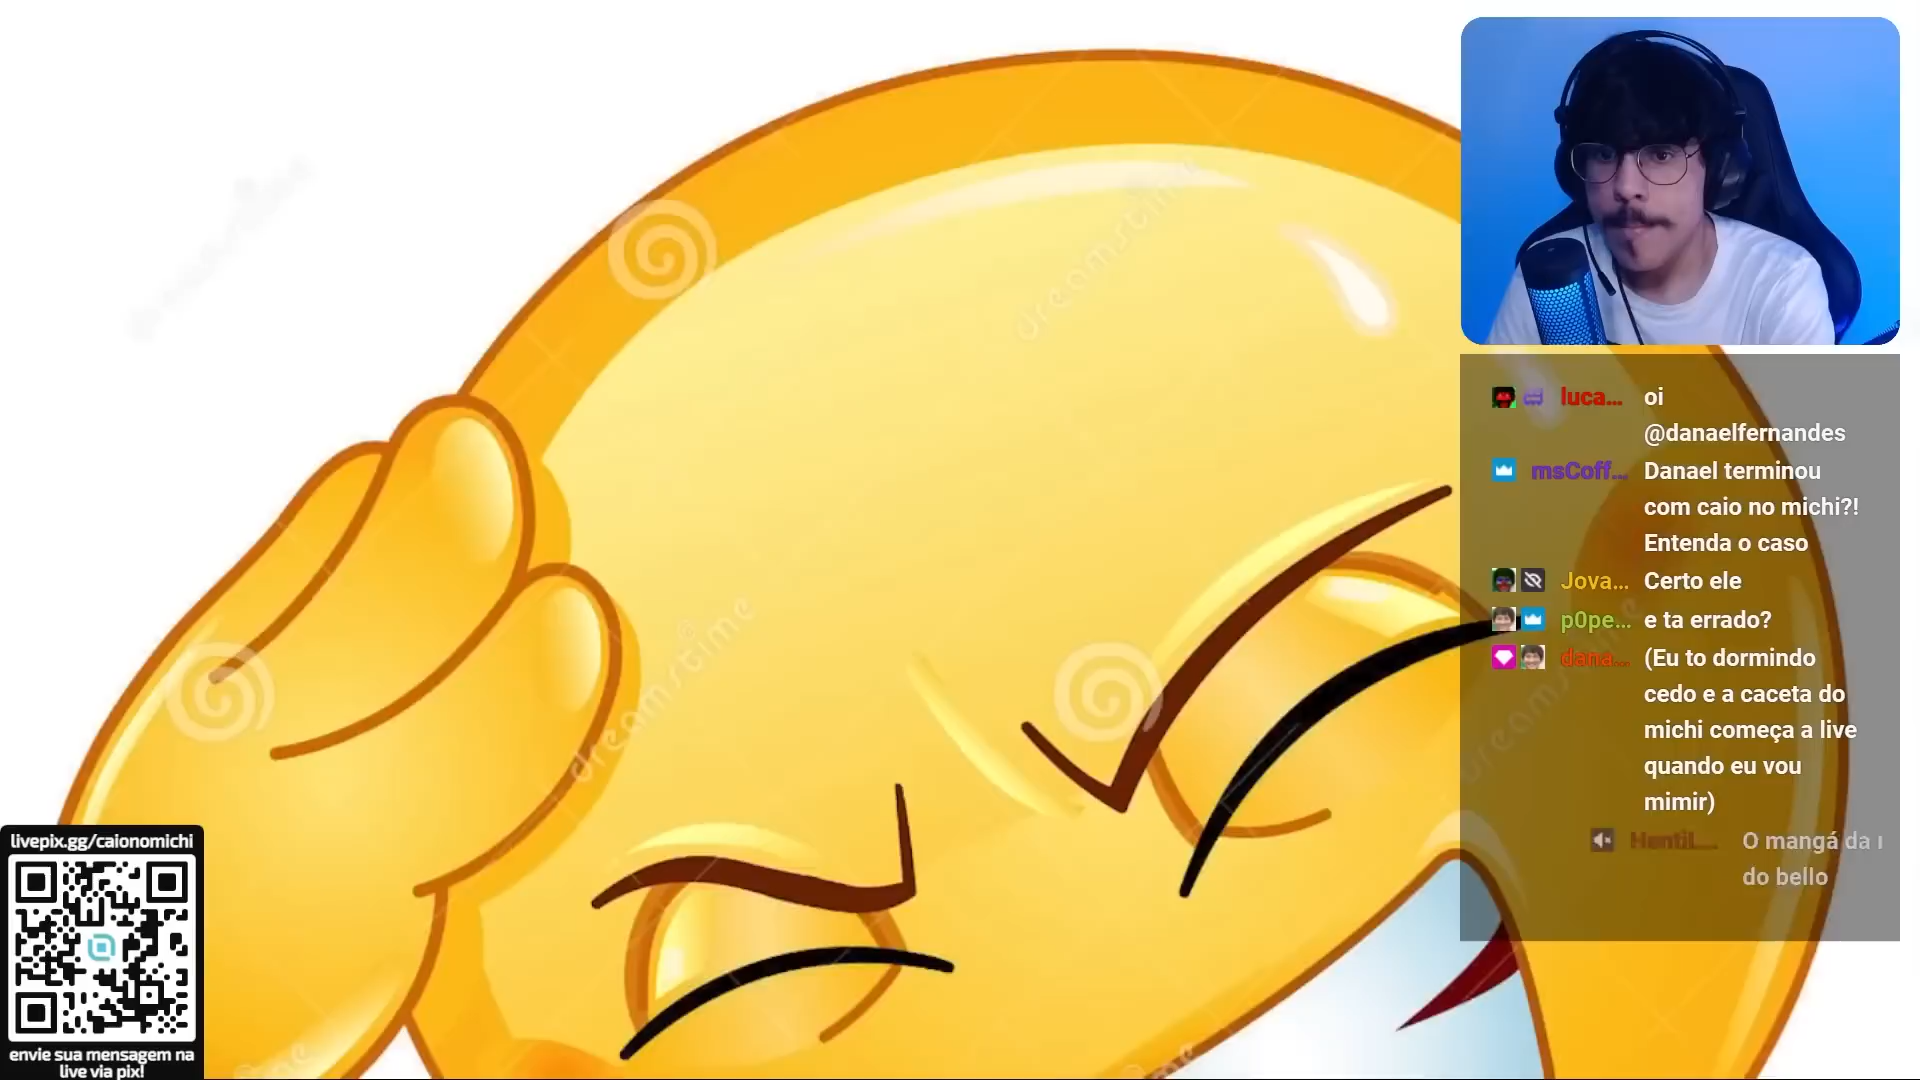 dreamstime
luca... oi
@danaelfernandes
msCoff... Danael terminou
com caio no michi?!
Entenda o caso
Jova... Certo ele
p0pe... e ta errado?
dana... (Eu to dormindo
cedo e a caceta do
michi começa a live
quando eu vou
mimir)
O mangá da
do bello
dreamstime
livepix.gg/caionomichi
envie sua mensagem na
live via pix!